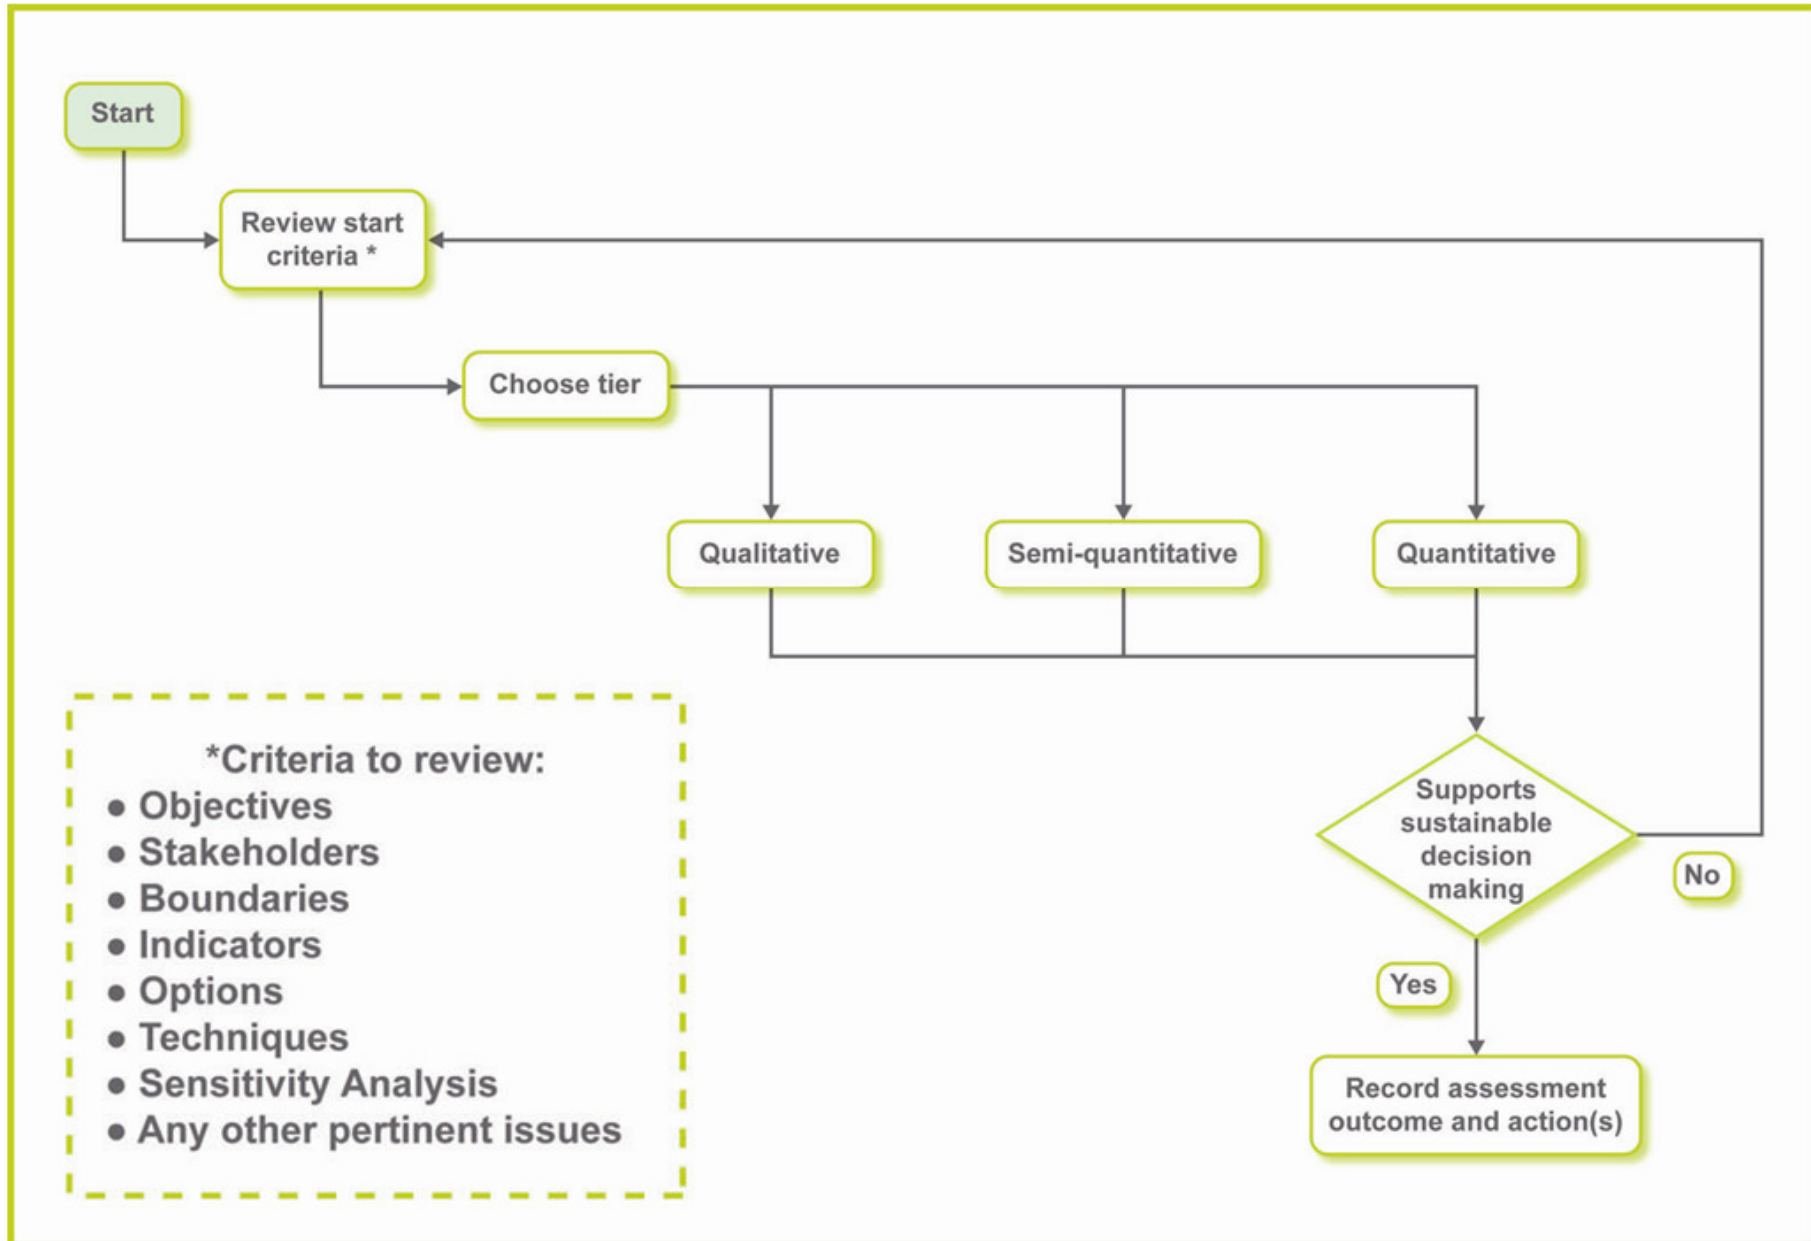 Start
Review start
criteria *
Choose tier
Qualitative
Semi-quantitative
Quantitative
*Criteria to review:
● Objectives
● Stakeholders
● Boundaries
● Indicators
● Options
● Techniques
● Sensitivity Analysis
● Any other pertinent issues
Supports
sustainable
decision
making
No
Yes
Record assessment
outcome and action(s)